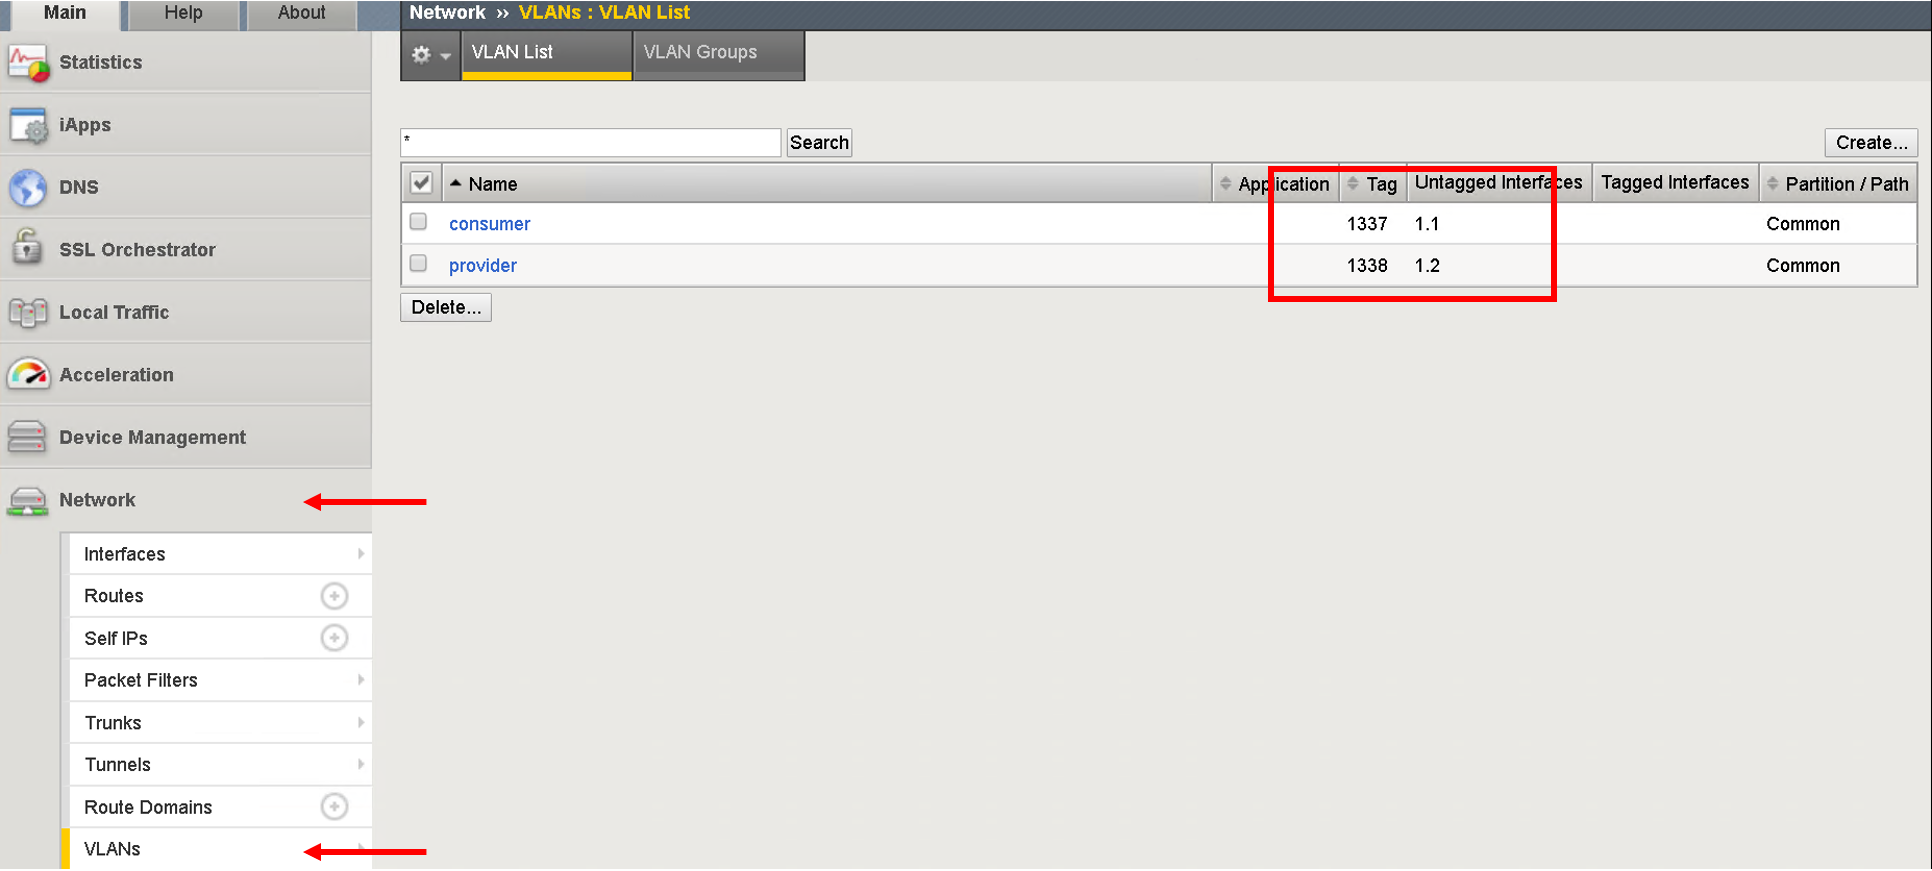 Main Help About
Network ›› VLANs : VLAN List
VLAN List VLAN Groups
Statistics
iApps
DNS
SSL Orchestrator
Local Traffic
Acceleration
Device Management
Network
Interfaces
Routes
Self IPs
Packet Filters
Trunks
Tunnels
Route Domains
VLANs
* Search Create...
Name Application Tag Untagged Interfaces Tagged Interfaces Partition / Path
consumer 1337 1.1 Common
provider 1338 1.2 Common
Delete...